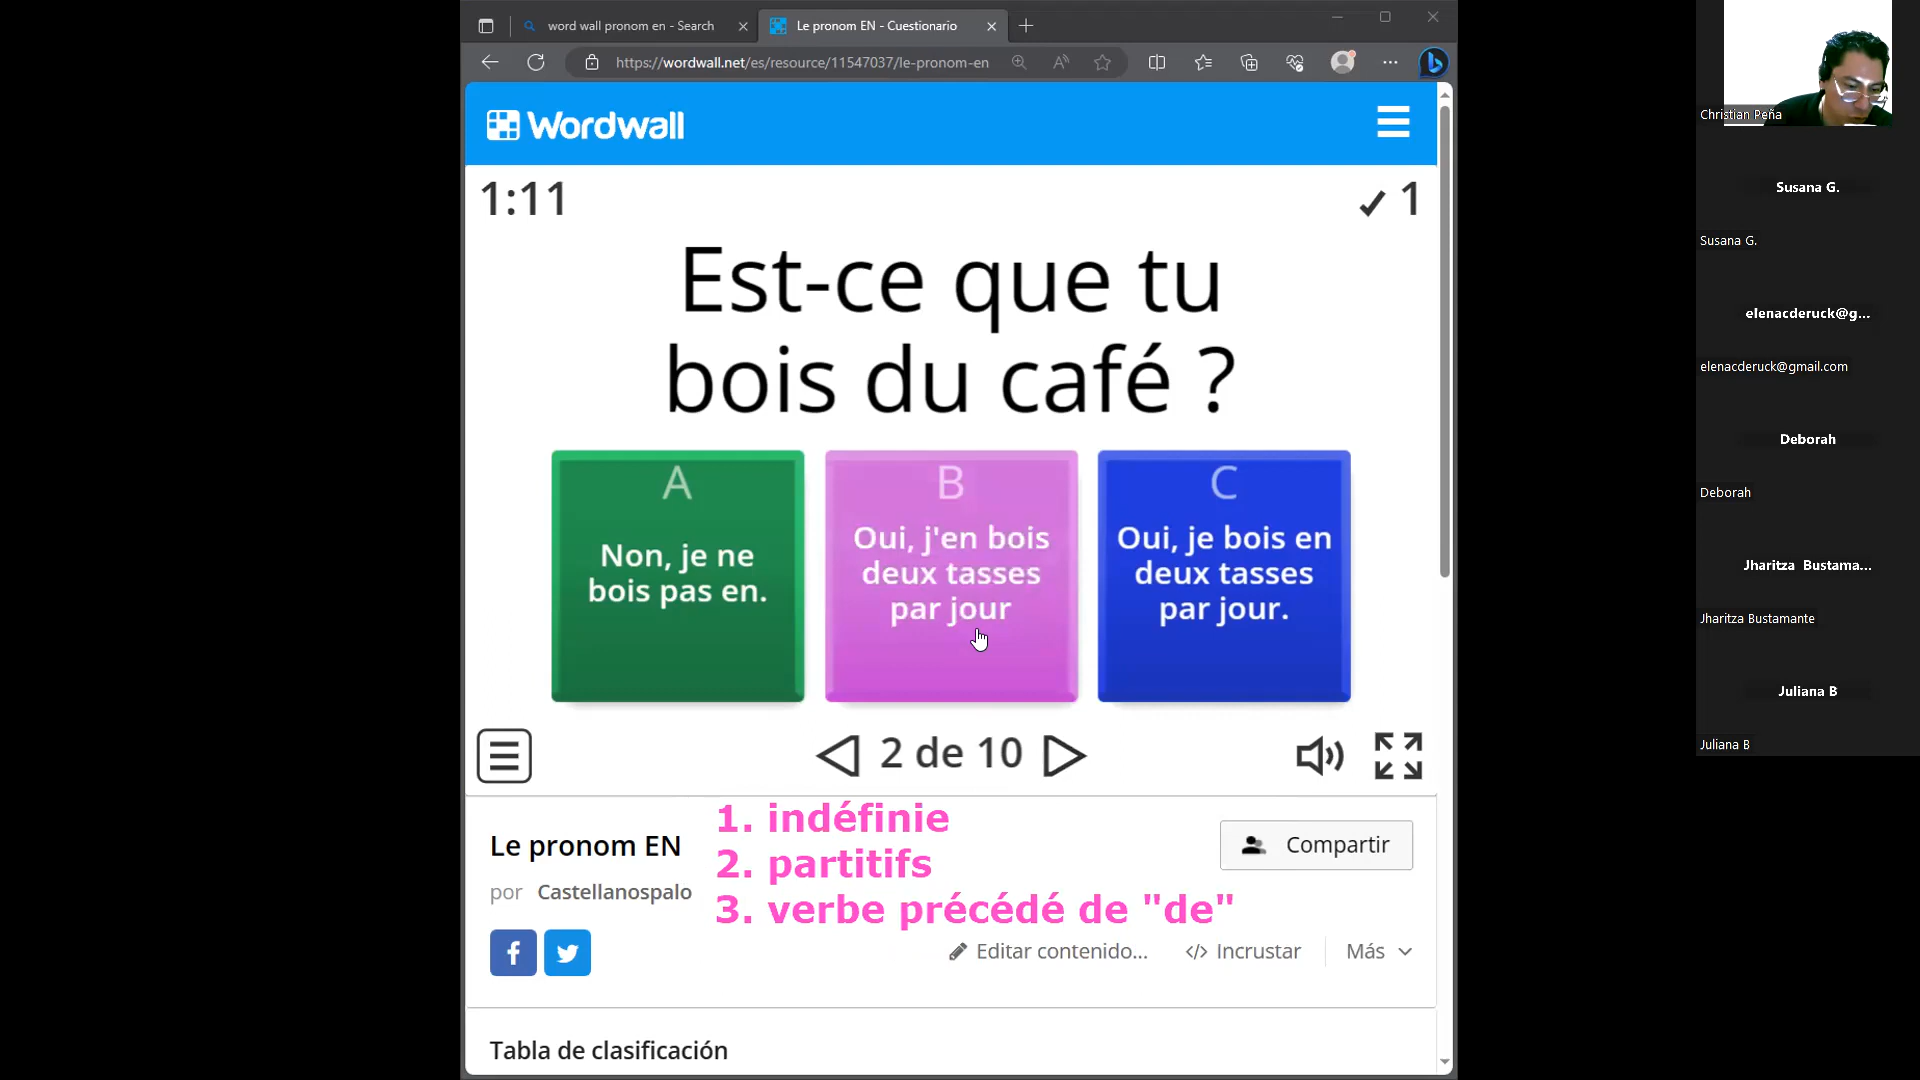 word wall pronom en - Search
Le pronom EN - Cuestionario
https://wordwall.net/es/resource/11547037/le-pronom-en
Wordwall
1:11
1
Est-ce que tu
bois du café ?
A
Non, je ne
bois pas en.
B
Oui, j'en bois
deux tasses
par jour
C
Oui, je bois en
deux tasses
par jour.
2 de 10
1. indéfinie
2. partitifs
3. verbe précédé de "de"
Le pronom EN
por Castellanospalo
Compartir
Editar contenido...
Incrustar
Más
Tabla de clasificación
Christian Peña
Susana G.
Susana G.
elenacderuck@g...
elenacderuck@gmail.com
Deborah
Deborah
Jharitza Bustama...
Jharitza Bustamante
Juliana B
Juliana B